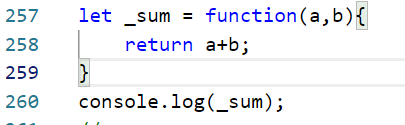 257 let _sum = function(a,b){
258 return a+b;
259 }
260 console.log(_sum);